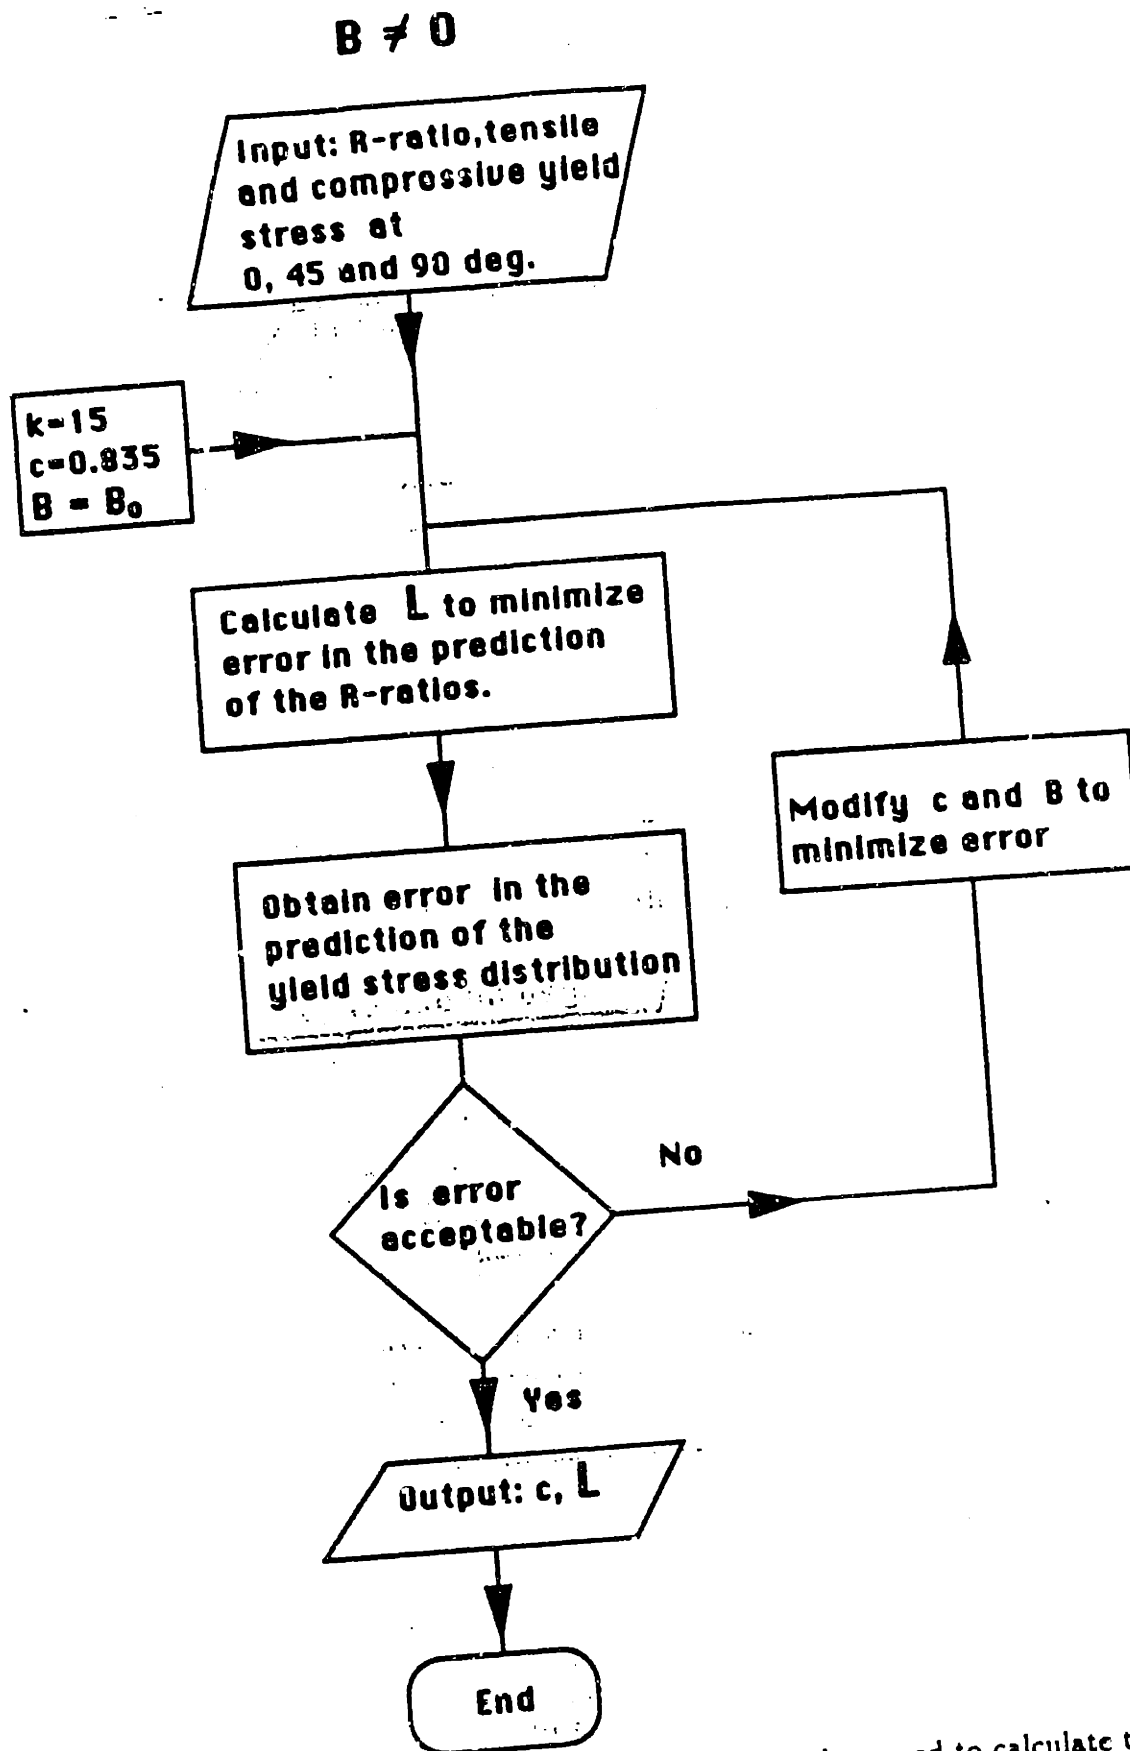 B ≠ 0
Input: R-ratio, tensile
and compressive yield
stress at
0, 45 and 90 deg.
k=15
c=0.835
B = B₀
Calculate L to minimize
error in the prediction
of the R-ratios.
Modify c and B to
minimize error
Obtain error in the
prediction of the
yield stress distribution
No
Is error
acceptable?
Yes
Output: c, L
End
to calculate t